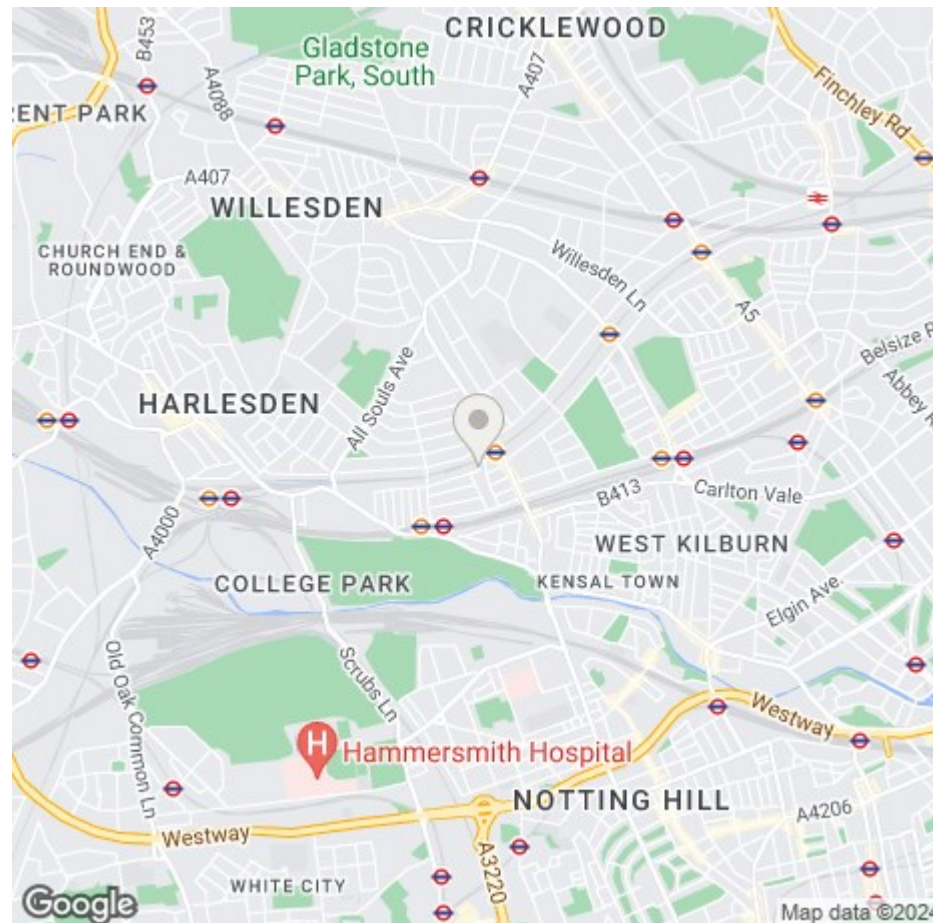 CRICKLEWOOD
B453
Gladstone
Park, South
A4088
A407
Finchley Rd
ENT PARK
A407
WILLESDEN
CHURCH END &
ROUNDWOOD
Willesden Ln
A5
Belsize R
Abbey R
HARLESDEN
All Souls Ave
B413
Carlton Vale
A4000
WEST KILBURN
COLLEGE PARK
KENSAL TOWN
Elgin Ave.
Old Oak Common Ln
Scrubs Ln
Westway
H
Hammersmith Hospital
NOTTING HILL
A4206
Westway
A3220
WHITE CITY
Google
Map data ©2024